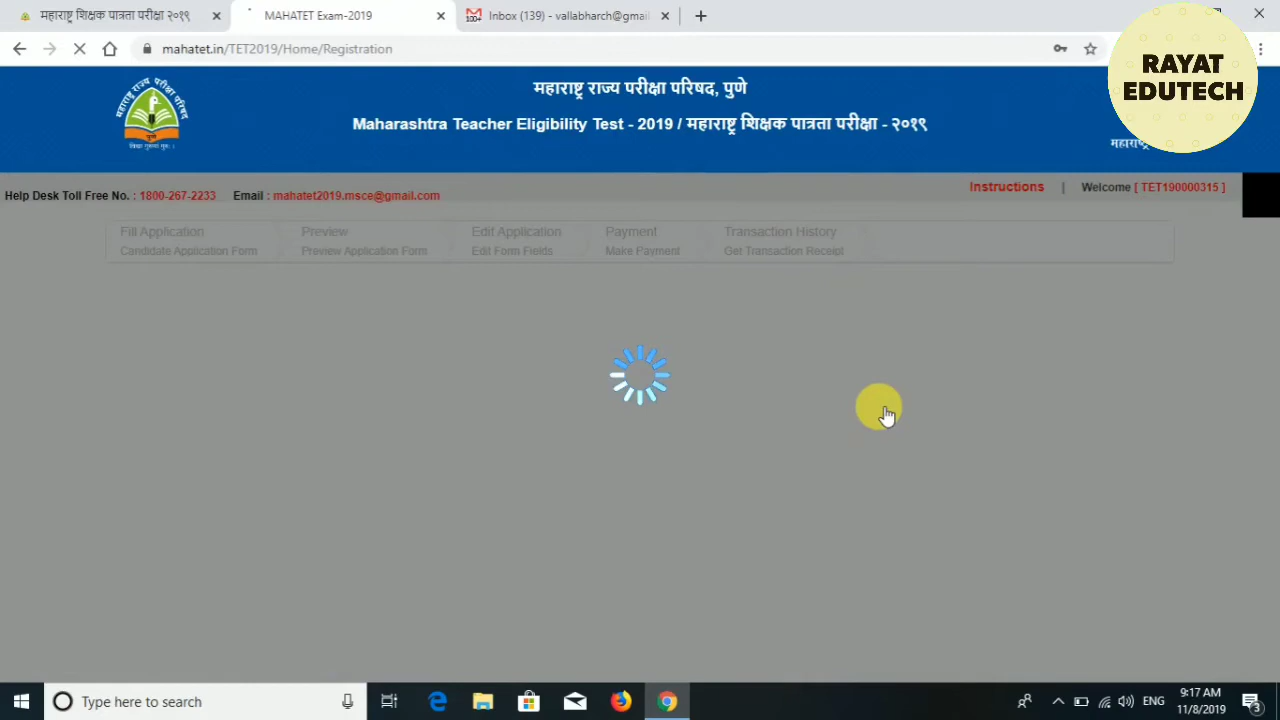 महाराष्ट्र शिक्षक पात्रता परीक्षा २०१९
MAHATET Exam-2019
Inbox (139) - vallabharch@gmai
mahatet.in/TET2019/Home/Registration
RAYAT
EDUTECH
महाराष्ट्र राज्य परीक्षा परिषद, पुणे
Maharashtra Teacher Eligibility Test - 2019 / महाराष्ट्र शिक्षक पात्रता परीक्षा - २०१९
Help Desk Toll Free No. : 1800-267-2233 Email : mahatet2019.msce@gmail.com
Instructions | Welcome [ TET190000315 ]
Fill Application Preview Edit Application Payment Transaction History
Candidate Application Form Preview Application Form Edit Form Fields Make Payment Get Transaction Receipt
Type here to search
ENG
9:17 AM
11/8/2019
3